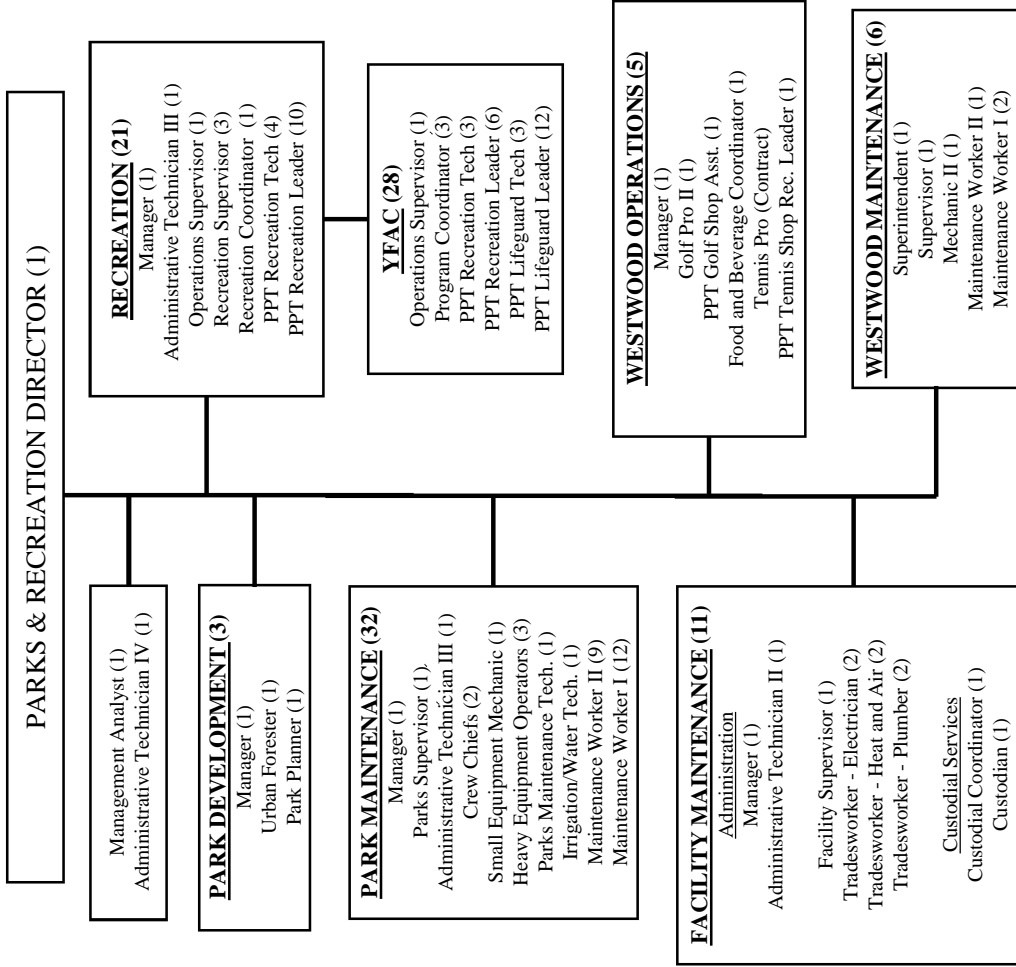 PARKS & RECREATION DIRECTOR (1)
Management Analyst (1)
Administrative Technician IV (1)
PARK DEVELOPMENT (3)
Manager (1)
Urban Forester (1)
Park Planner (1)
PARK MAINTENANCE (32)
Manager (1)
Parks Supervisor (1)
Administrative Technician III (1)
Crew Chiefs (2)
Small Equipment Mechanic (1)
Heavy Equipment Operators (3)
Parks Maintenance Tech. (1)
Irrigation/Water Tech. (1)
Maintenance Worker II (9)
Maintenance Worker I (12)
FACILITY MAINTENANCE (11)
Administration
Manager (1)
Administrative Technician II (1)
Facility Supervisor (1)
Tradesworker - Electrician (2)
Tradesworker - Heat and Air (2)
Tradesworker - Plumber (2)
Custodial Services
Custodial Coordinator (1)
Custodian (1)
RECREATION (21)
Manager (1)
Administrative Technician III (1)
Operations Supervisor (1)
Recreation Supervisor (3)
Recreation Coordinator (1)
PPT Recreation Tech (4)
PPT Recreation Leader (10)
YFAC (28)
Operations Supervisor (1)
Program Coordinator (3)
PPT Recreation Tech (3)
PPT Recreation Leader (6)
PPT Lifeguard Tech (3)
PPT Lifeguard Leader (12)
WESTWOOD OPERATIONS (5)
Manager (1)
Golf Pro II (1)
PPT Golf Shop Asst. (1)
Food and Beverage Coordinator (1)
Tennis Pro (Contract)
PPT Tennis Shop Rec. Leader (1)
WESTWOOD MAINTENANCE (6)
Superintendent (1)
Supervisor (1)
Mechanic II (1)
Maintenance Worker II (1)
Maintenance Worker I (2)